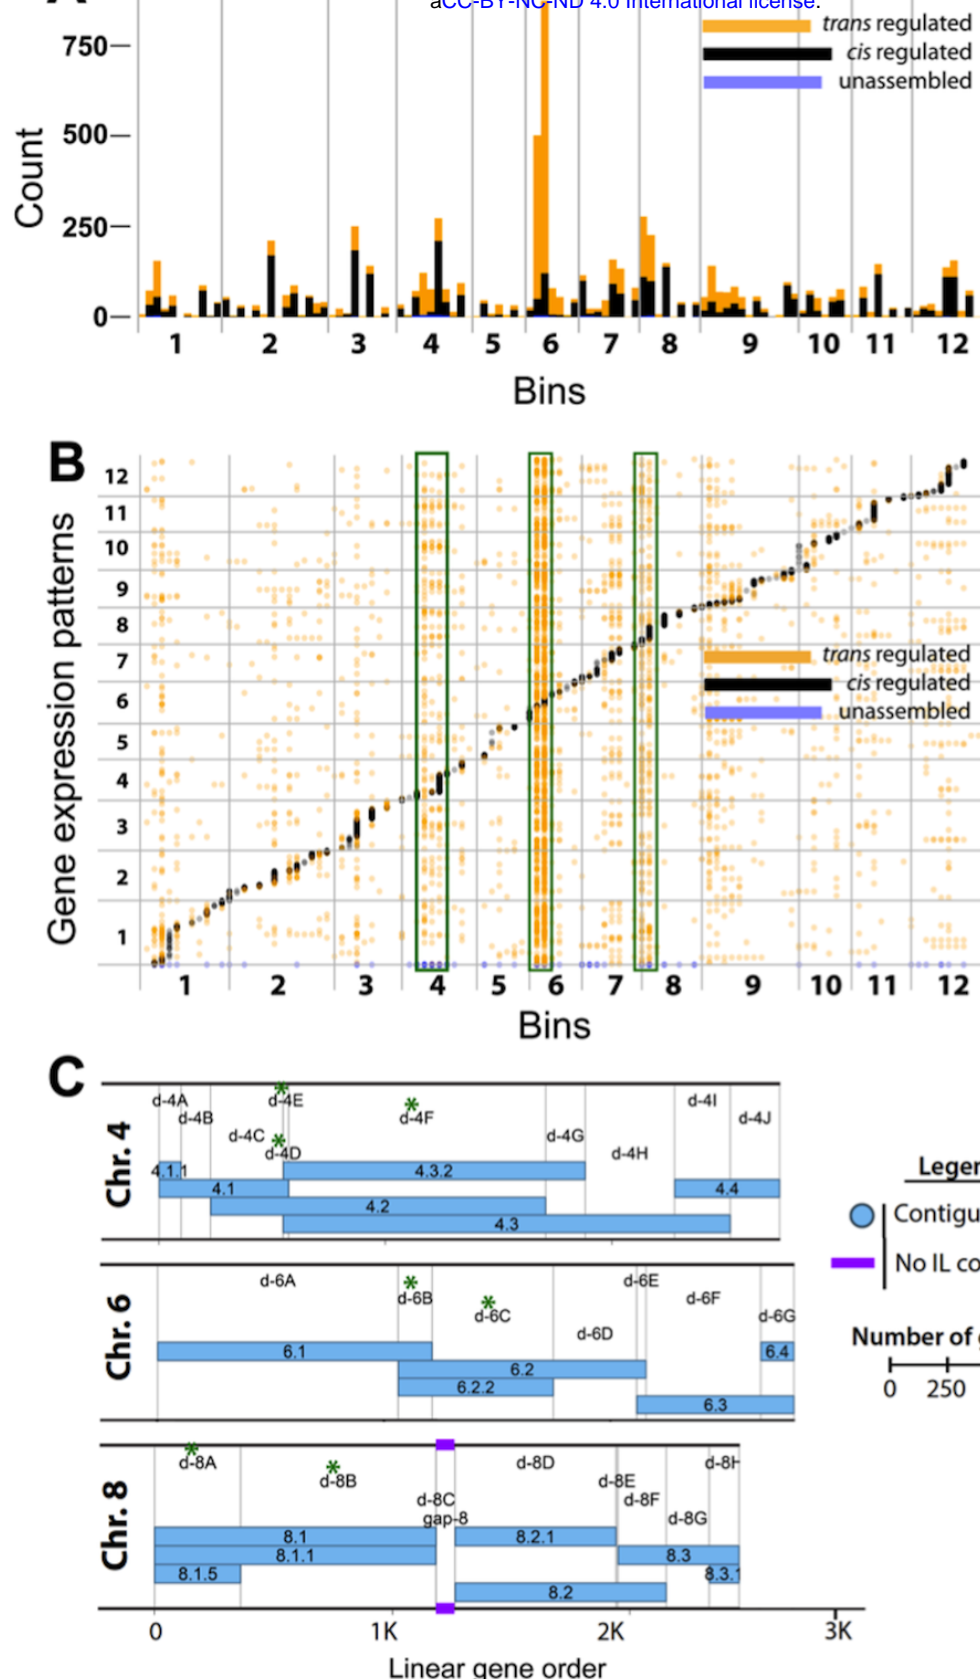 aCC-BY-NC-ND 4.0 International license.
750
trans regulated
cis regulated
unassembled
500
Count
250
0
1 2 3 4 5 6 7 8 9 10 11 12
Bins
B
Gene expression patterns
12
11
10
9
8
7
trans regulated
cis regulated
6
unassembled
5
4
3
2
1
1 2 3 4 5 6 7 8 9 10 11 12
Bins
C
Chr. 4
* *
d-4A d-4E d-4I
d-4B d-4F d-4J
d-4C * d-4G
d-4D d-4H
4.1.1 4.3.2
4.1 4.4
4.2
4.3
Chr. 6
d-6A * d-6E
d-6B * d-6F
d-6C d-6G
d-6D
6.1 6.4
6.2
6.2.2
6.3
Chr. 8
*
d-8A * d-8D d-8H
d-8B d-8E
d-8C d-8F
gap-8 d-8G
8.1 8.2.1
8.1.1 8.3
8.1.5 8.3.1
8.2
0 1K 2K 3K
Linear gene order
Legen
Contigu
No IL co
Number of g
0 250